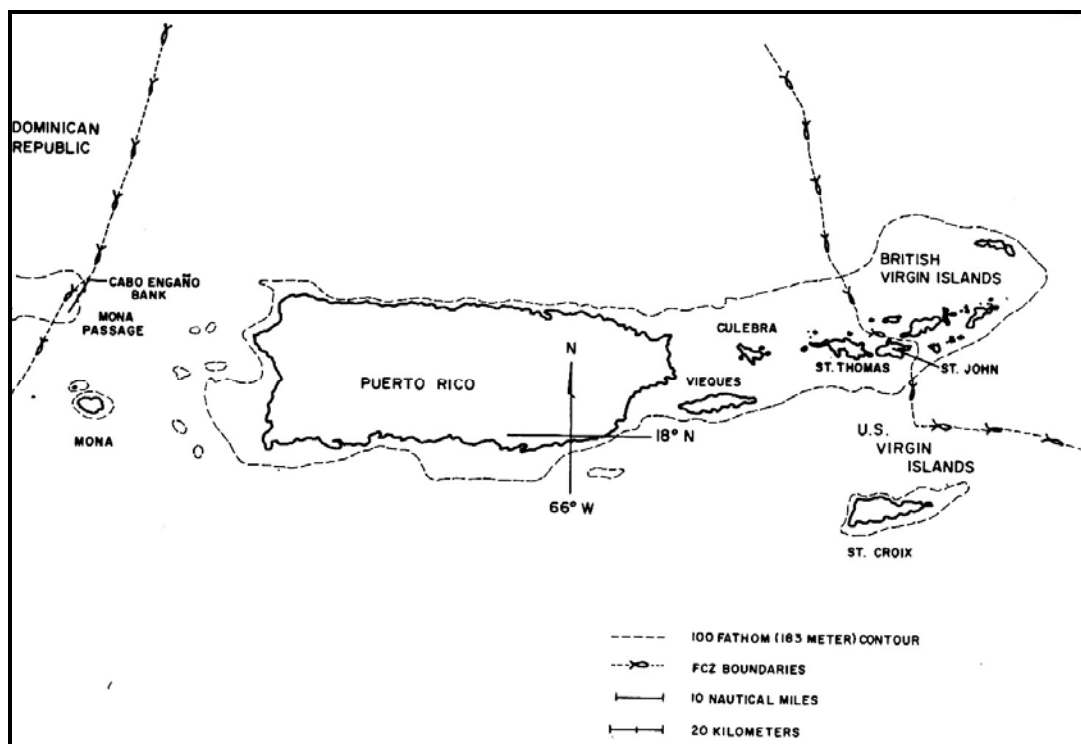 DOMINICAN
REPUBLIC
CABO ENGAÑO
BANK
MONA
PASSAGE
MONA
PUERTO RICO
N
18° N
66° W
CULEBRA
VIEQUES
BRITISH
VIRGIN ISLANDS
ST. THOMAS
ST. JOHN
U.S.
VIRGIN
ISLANDS
ST. CROIX
100 FATHOM (183 METER) CONTOUR
FCZ BOUNDARIES
10 NAUTICAL MILES
20 KILOMETERS